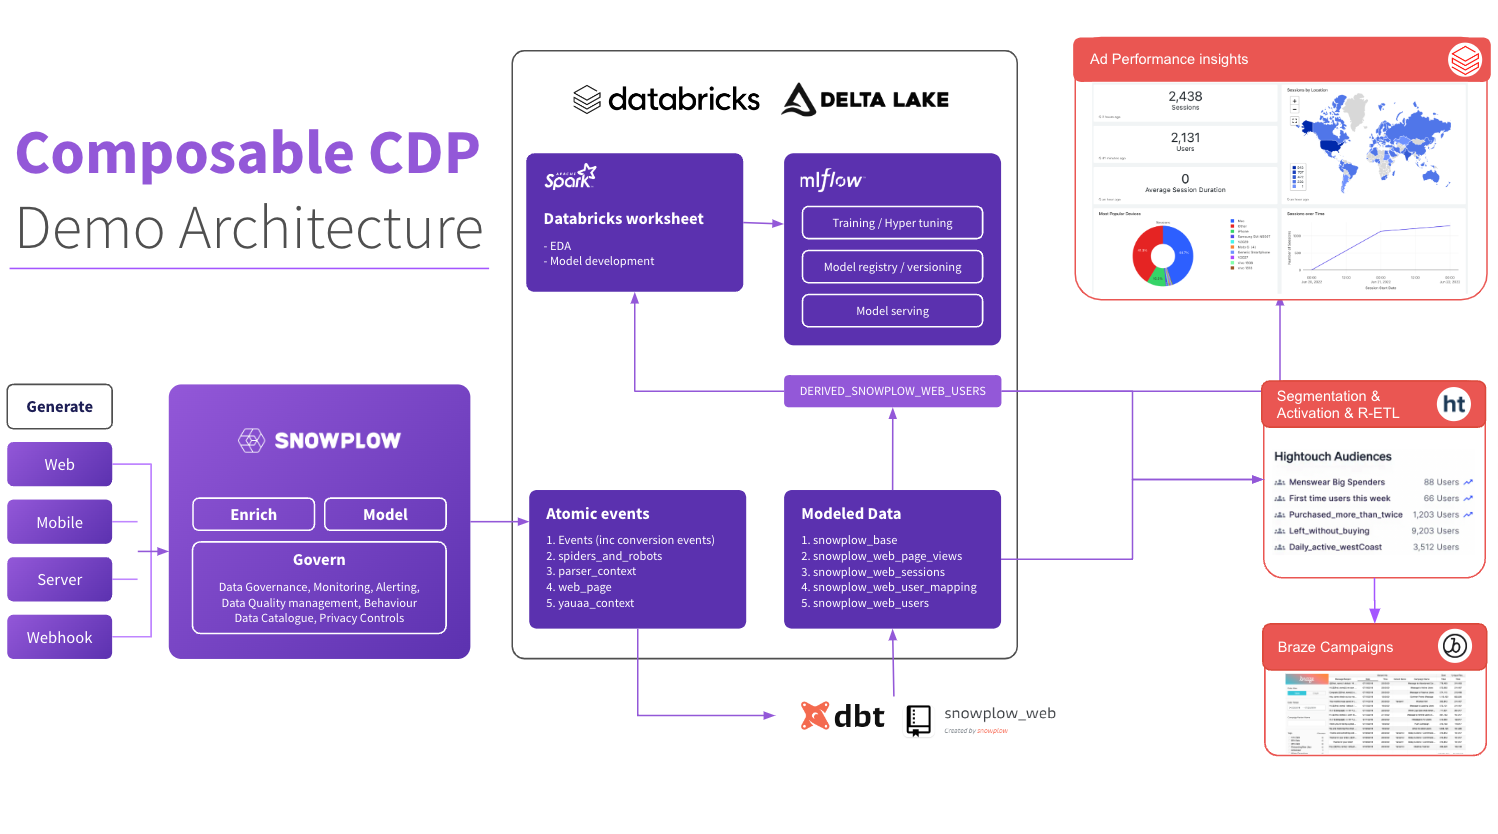 Composable CDP
Demo Architecture
Generate
Web
Mobile
Server
Webhook
SNOWPLOW
Enrich
Model
Govern
Data Governance, Monitoring, Alerting,
Data Quality management, Behaviour
Data Catalogue, Privacy Controls
databricks
DELTA LAKE
APACHE
Spark
Databricks worksheet
- EDA
- Model development
mlflow
Training / Hyper tuning
Model registry / versioning
Model serving
DERIVED_SNOWPLOW_WEB_USERS
Atomic events
1. Events (inc conversion events)
2. spiders_and_robots
3. parser_context
4. web_page
5. yauaa_context
Modeled Data
1. snowplow_base
2. snowplow_web_page_views
3. snowplow_web_sessions
4. snowplow_web_user_mapping
5. snowplow_web_users
dbt
snowplow_web
Created by snowplow
Ad Performance insights
2,438
Sessions
2,131
Users
0
Average Session Duration
Most Popular Devices
Sessions by Location
Sessions over Time
Session Start Date
Segmentation &
Activation & R-ETL
ht
Hightouch Audiences
Menswear Big Spenders 88 Users
First time users this week 66 Users
Purchased_more_than_twice 1,203 Users
Left_without_buying 9,203 Users
Daily_active_westCoast 3,512 Users
Braze Campaigns
b
braze